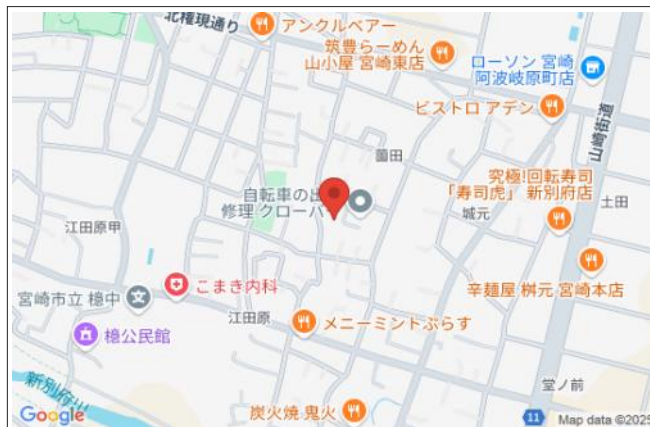 北権現通り
アンクルベアー
筑豊らーめん
山小屋 宮崎東店
ローソン 宮崎
阿波岐原町店
ビストロ アデン
山崎街道
薗田
究極!回転寿司
「寿司虎」 新別府店
土田
自転車の出
修理 クローバ
城元
江田原甲
辛麺屋 桝元 宮崎本店
こまき内科
宮崎市立 檍中
江田原
メニーミントぷらす
檍公民館
堂ノ前
新別府川
炭火焼 鬼火
11
Google
Map data ©2025